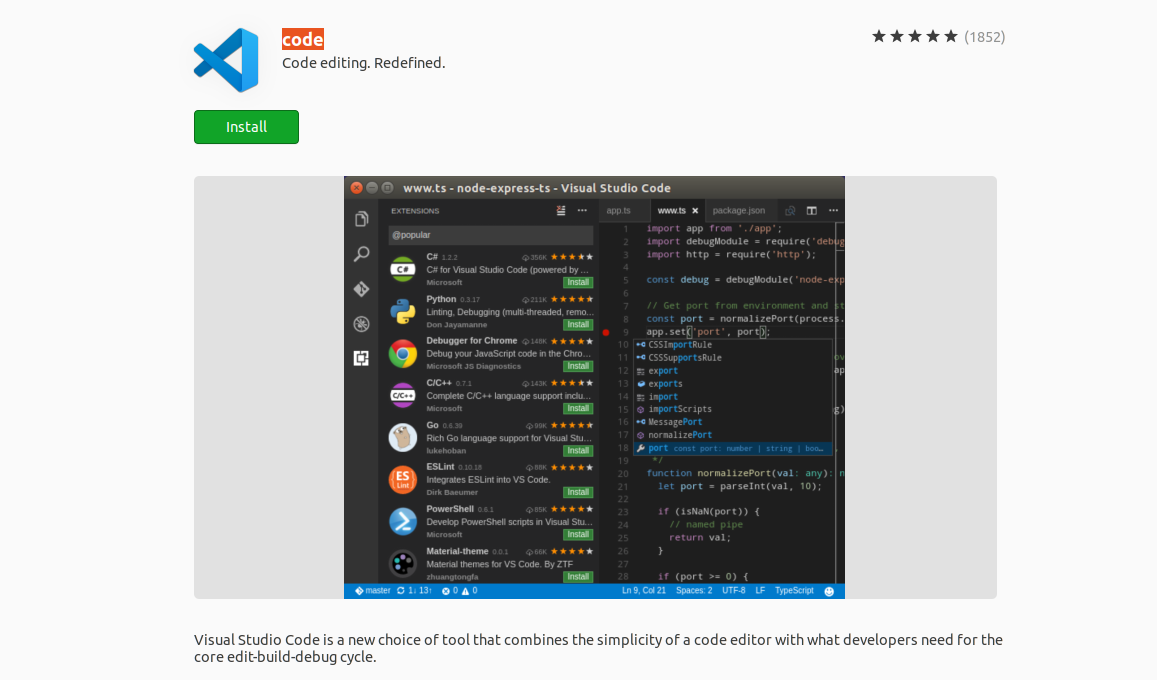 code
(1852)
Code editing. Redefined.
Install
www.ts - node-express-ts - Visual Studio Code
EXTENSIONS
@popular
C# 1.2.2 356K
C# for Visual Studio Code (powered by ...
Microsoft Install
Python 0.3.17 211K
Linting, Debugging (multi-threaded, remo...
Don Jayamanne Install
Debugger for Chrome 148K
Debug your JavaScript code in the Chro...
Microsoft JS Diagnostics Install
C/C++ 0.7.1 143K
Complete C/C++ language support inclu...
Microsoft Install
Go 0.6.39 99K
Rich Go language support for Visual Stu...
lukehoban Install
ESLint 0.10.18 88K
Integrates ESLint into VS Code.
Dirk Baeumer Install
PowerShell 0.6.1 85K
Develop PowerShell scripts in Visual Stu...
Microsoft Install
Material-theme 0.0.1 66K
Material themes for VS Code. By ZTF
zhuangtongfa Install
C#
C/C++
ES
Lint
app.ts www.ts package.json
1 import app from './app';
2 import debugModule = require('debug
3 import http = require('http');
4
5 const debug = debugModule('node-exp
6
7 // Get port from environment and st
8 const port = normalizePort(process.
9 app.set('port', port);
10 CSSImportRule
11 CSSSupportsRule ov
12 export ap
13 exports
14 import
15 importScripts g)
16 MessagePort
17 normalizePort
18 port const port: number | string | boo...
19 */
20 function normalizePort(val: any): n
21 let port = parseInt(val, 10);
22
23 if (isNaN(port)) {
24 // named pipe
25 return val;
26 }
27
28 if (port >= 0) {
master 1↓ 13↑ 0 0 Ln 9, Col 21 Spaces: 2 UTF-8 LF TypeScript
Visual Studio Code is a new choice of tool that combines the simplicity of a code editor with what developers need for the
core edit-build-debug cycle.